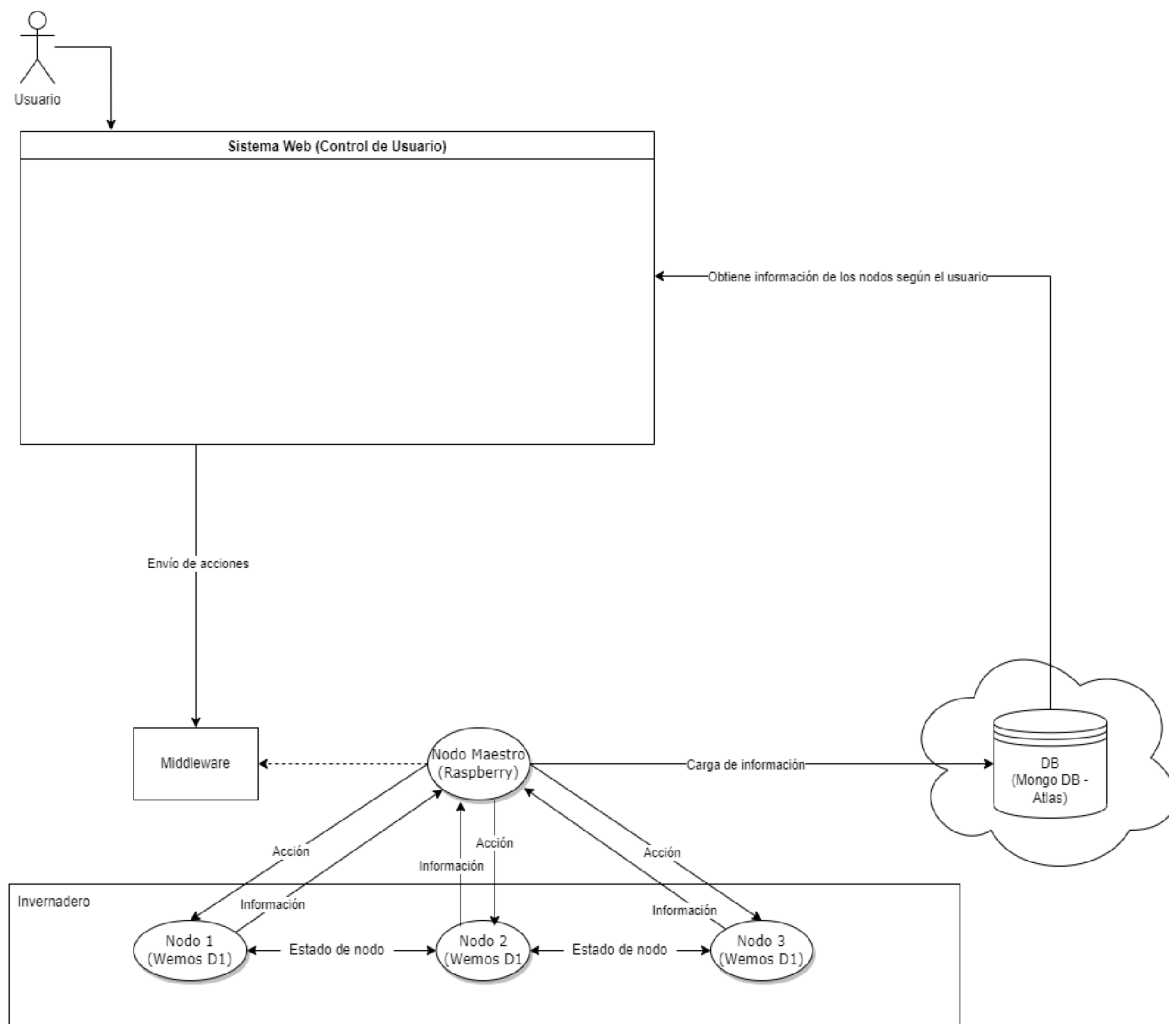 Usuario
Sistema Web (Control de Usuario)
Obtiene información de los nodos según el usuario
Envío de acciones
Middleware
Nodo Maestro
(Raspberry)
Carga de información
DB
(Mongo DB -
Atlas)
Acción
Información
Acción
Información
Acción
Información
Invernadero
Nodo 1
(Wemos D1)
Estado de nodo
Nodo 2
(Wemos D1
Estado de nodo
Nodo 3
(Wemos D1)